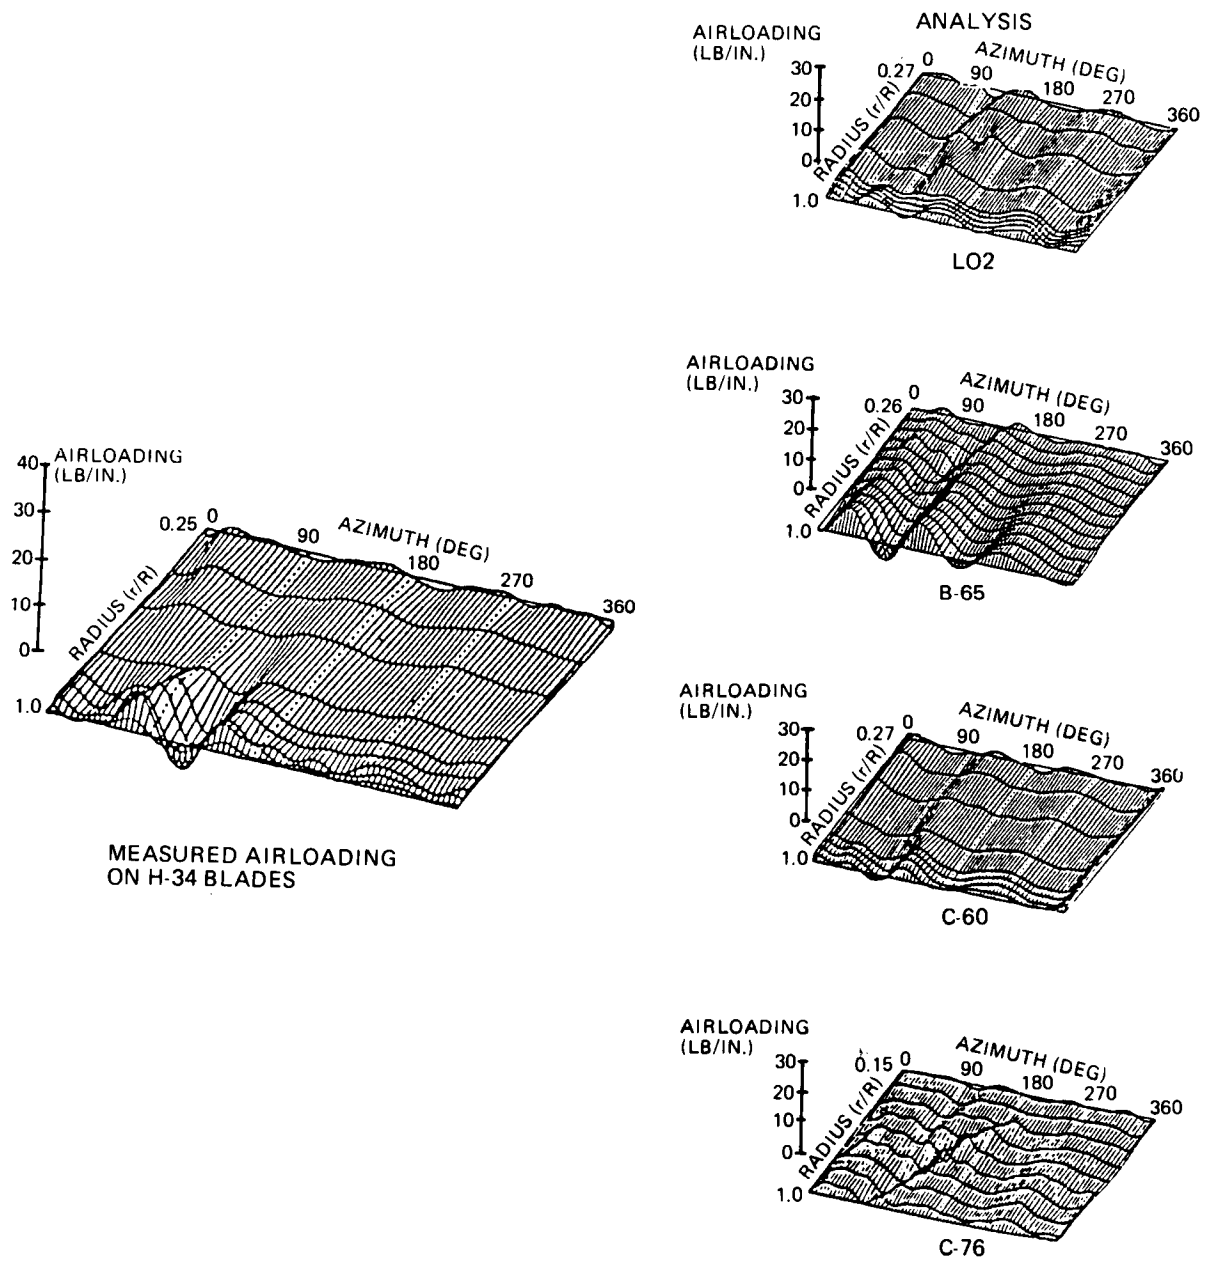 ANALYSIS
AIRLOADING
(LB/IN.)
AZIMUTH (DEG)
30
20
10
0
0.27
0
90
180
270
360
RADIUS (r/R)
1.0
LO2
AIRLOADING
(LB/IN.)
AZIMUTH (DEG)
30
20
10
0
0.26
0
90
180
270
360
RADIUS (r/R)
1.0
B-65
AIRLOADING
(LB/IN.)
40
30
20
10
0
0.25
0
90
AZIMUTH (DEG)
180
270
360
RADIUS (r/R)
1.0
MEASURED AIRLOADING
ON H-34 BLADES
AIRLOADING
(LB/IN.)
AZIMUTH (DEG)
30
20
10
0
0.27
0
90
180
270
360
RADIUS (r/R)
1.0
C-60
AIRLOADING
(LB/IN.)
AZIMUTH (DEG)
30
20
10
0
0.15
0
90
180
270
360
RADIUS (r/R)
1.0
C-76